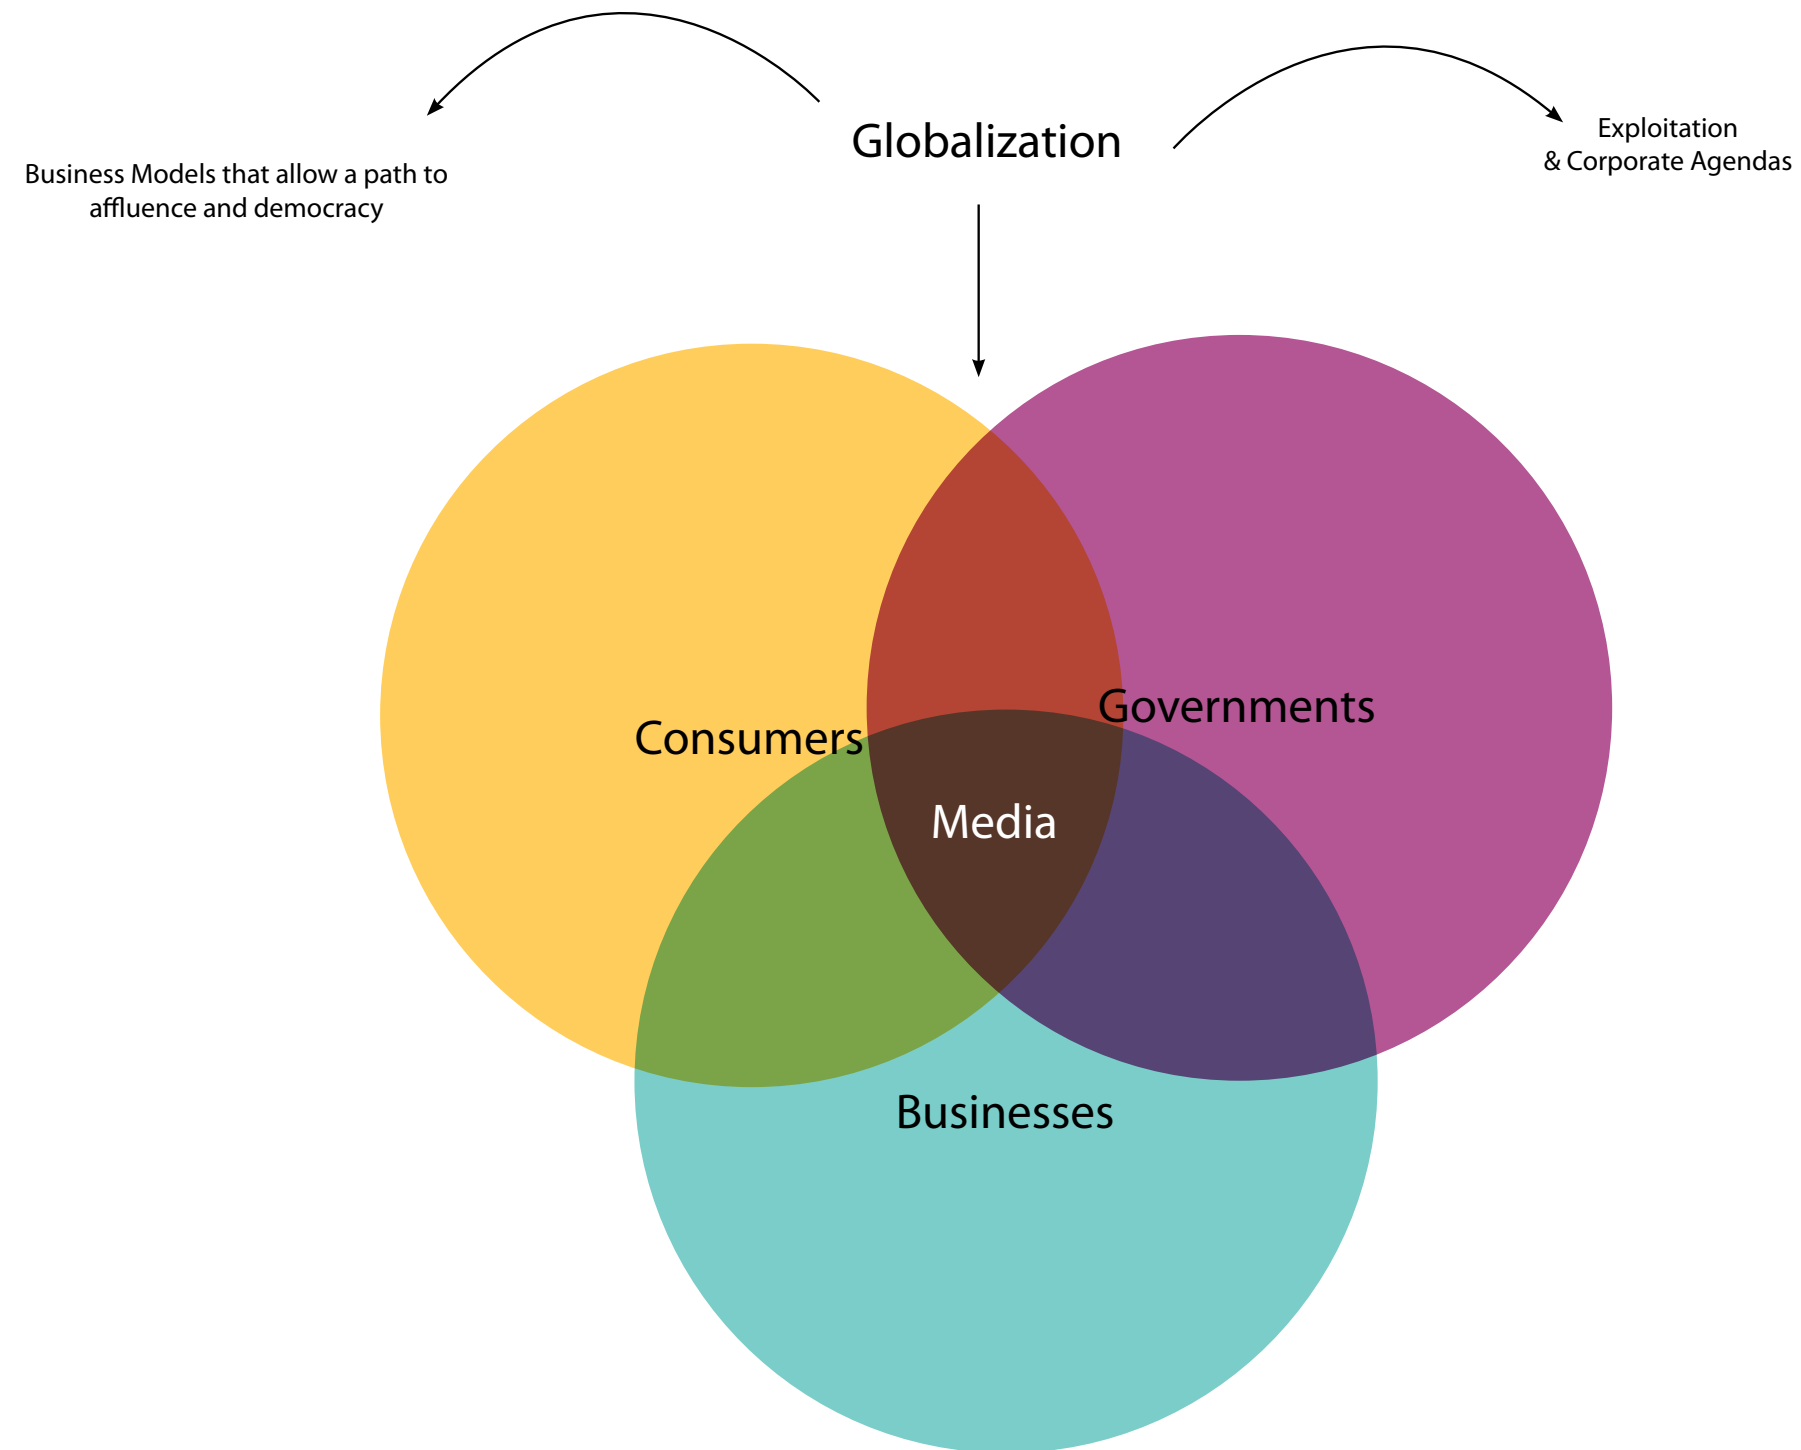 Globalization
Exploitation
& Corporate Agendas
Business Models that allow a path to
affluence and democracy
Governments
Consumers
Media
Businesses